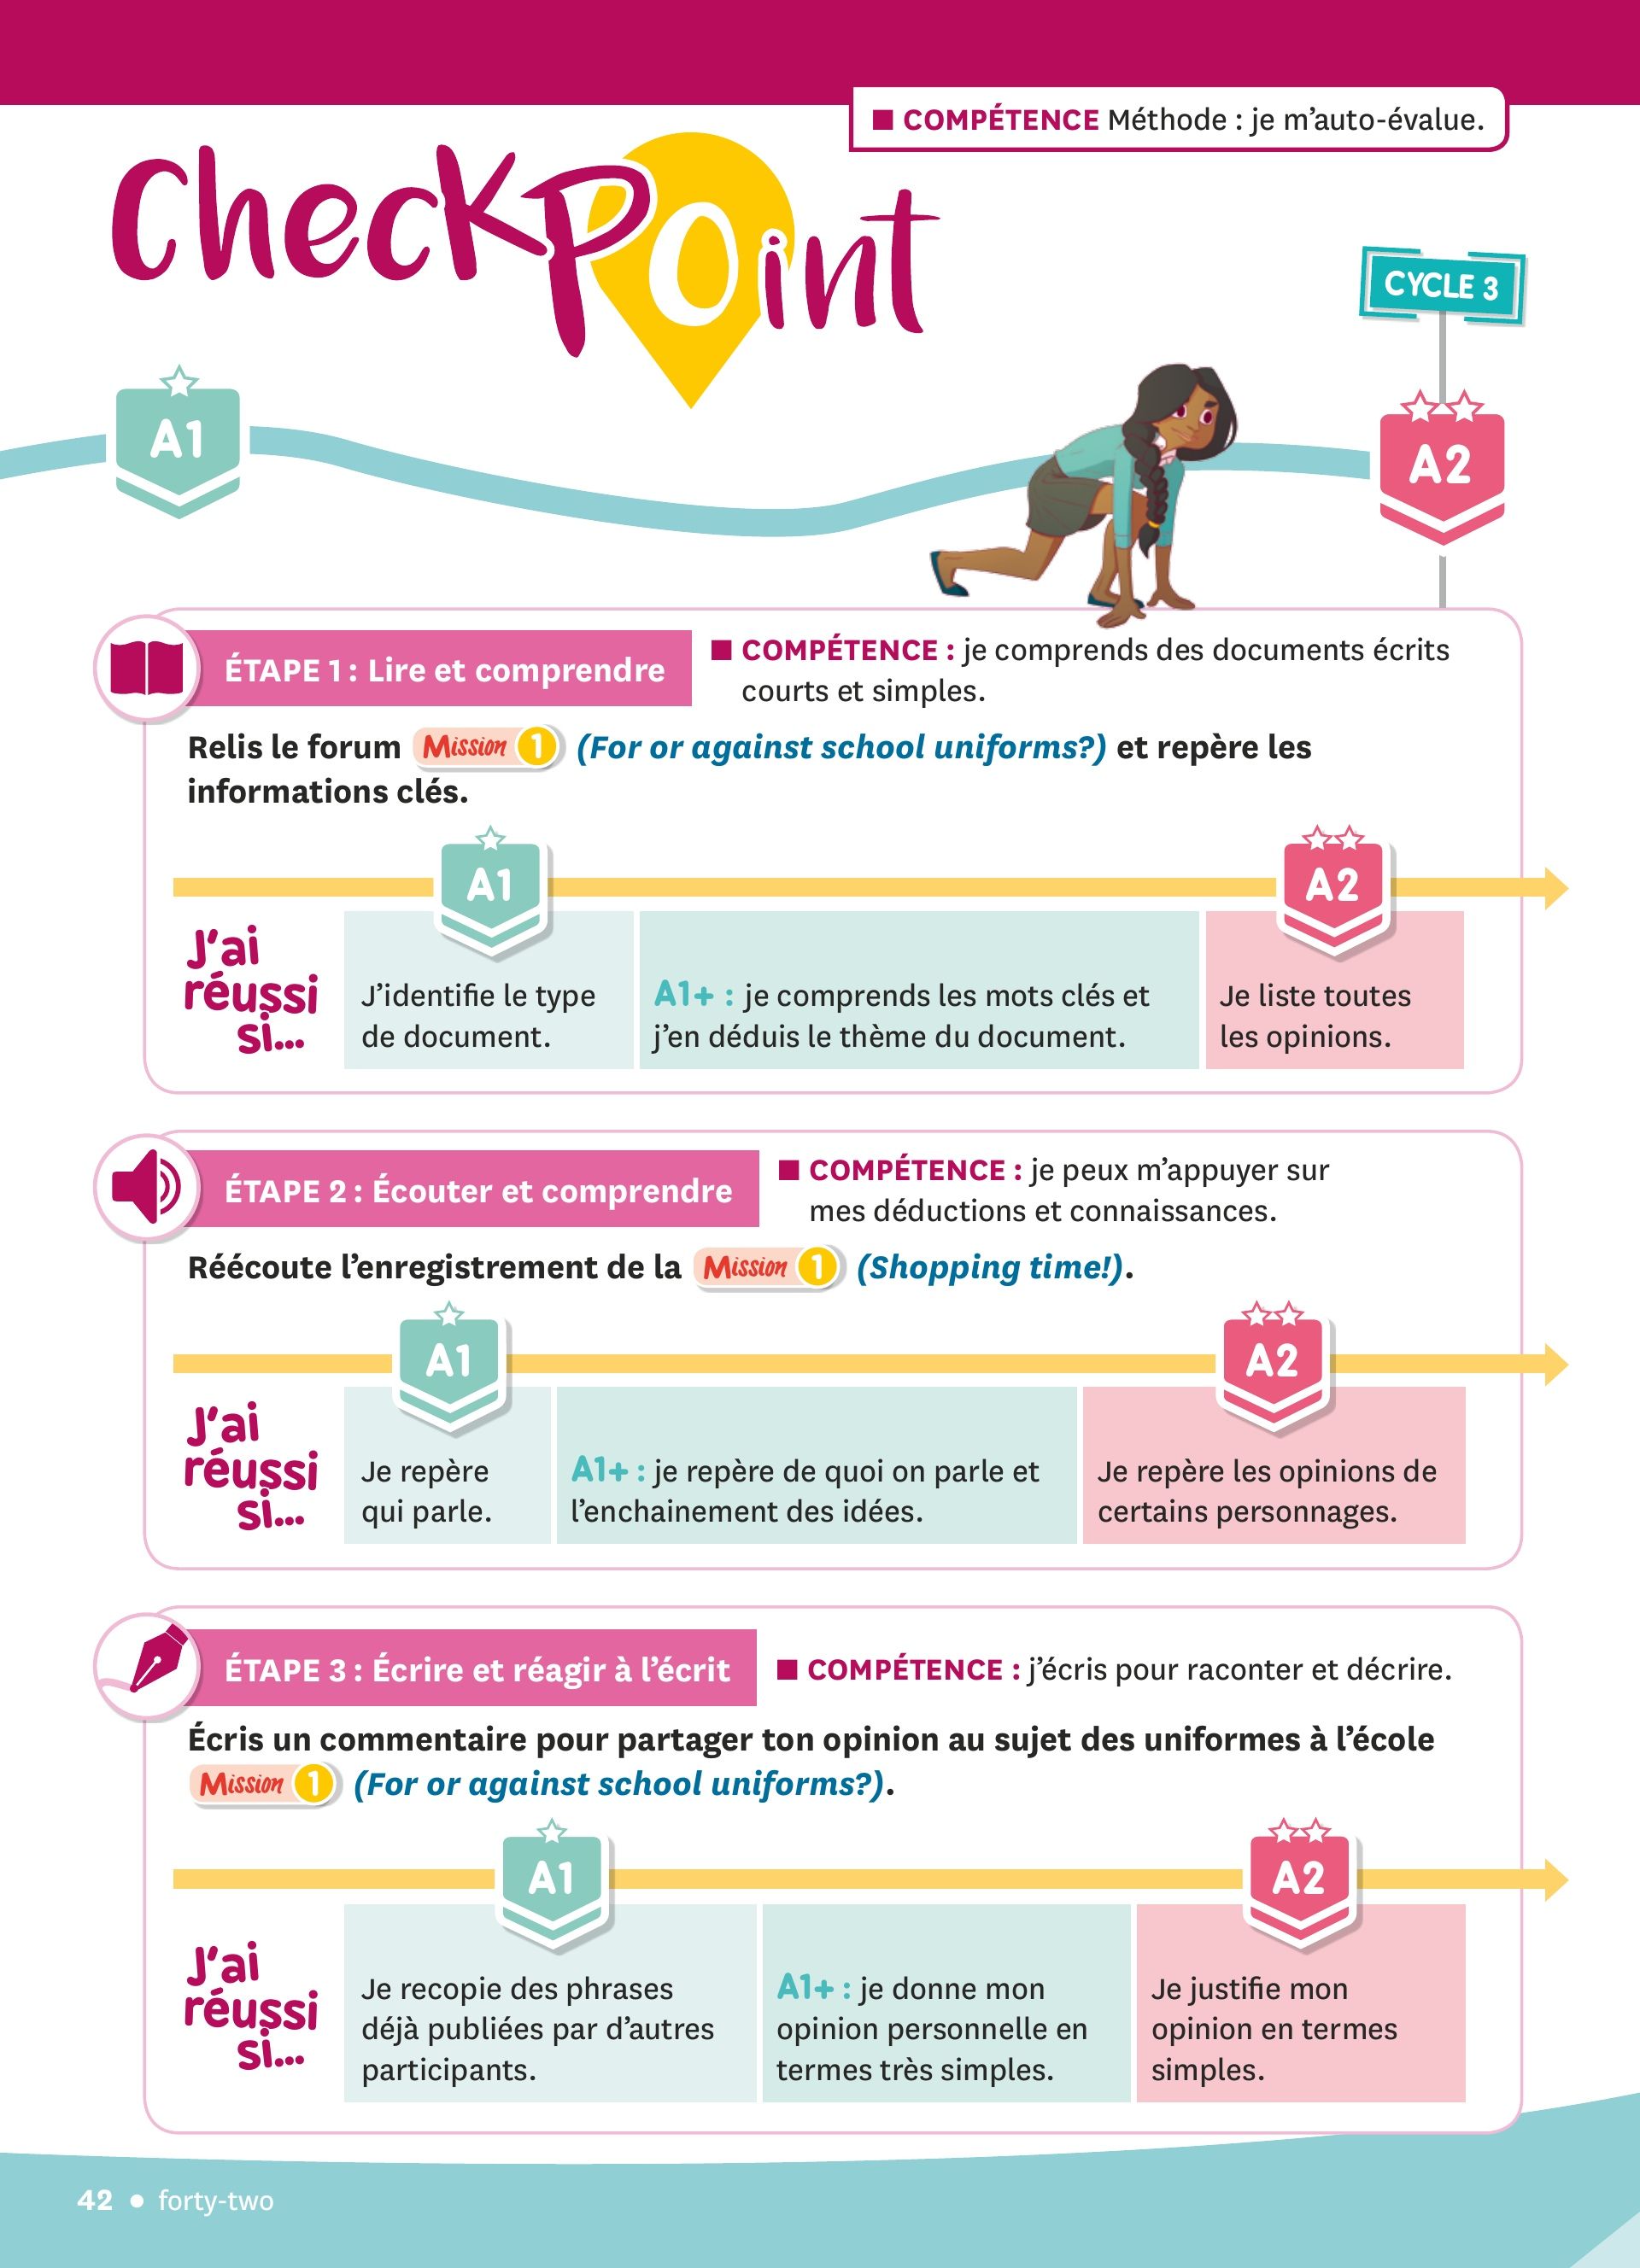 ■ COMPÉTENCE Méthode : je m’auto-évalue.
CheckPoint
CYCLE 3
A1
A2
ÉTAPE 1 : Lire et comprendre
■ COMPÉTENCE : je comprends des documents écrits
courts et simples.
Relis le forum Mission 1 (For or against school uniforms?) et repère les
informations clés.
A1
A2
J’ai
réussi
si...
J’identifie le type
de document.
A1+ : je comprends les mots clés et
j’en déduis le thème du document.
Je liste toutes
les opinions.
ÉTAPE 2 : Écouter et comprendre
■ COMPÉTENCE : je peux m’appuyer sur
mes déductions et connaissances.
Réécoute l’enregistrement de la Mission 1 (Shopping time!).
A1
A2
J’ai
réussi
si...
Je repère
qui parle.
A1+ : je repère de quoi on parle et
l’enchainement des idées.
Je repère les opinions de
certains personnages.
ÉTAPE 3 : Écrire et réagir à l’écrit
■ COMPÉTENCE : j’écris pour raconter et décrire.
Écris un commentaire pour partager ton opinion au sujet des uniformes à l’école
Mission 1 (For or against school uniforms?).
A1
A2
J’ai
réussi
si...
Je recopie des phrases
déjà publiées par d’autres
participants.
A1+ : je donne mon
opinion personnelle en
termes très simples.
Je justifie mon
opinion en termes
simples.
42 • forty-two